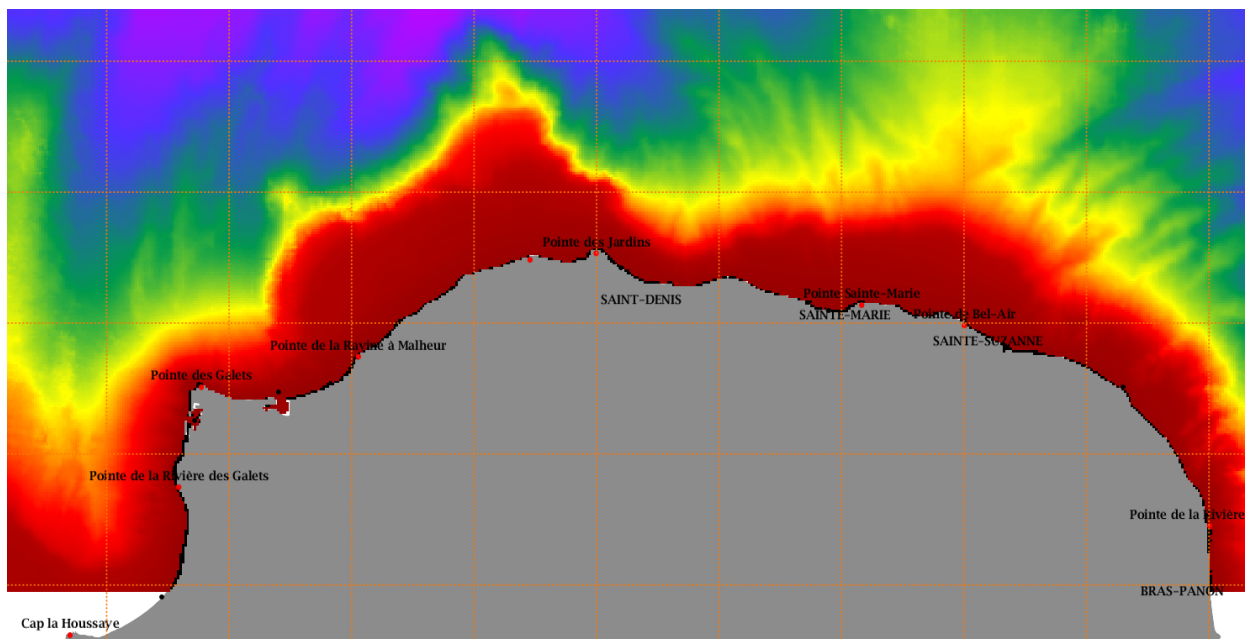 Pointe des Jardins
SAINT-DENIS
Pointe Sainte-Marie
SAINTE-MARIE
Pointe de Bel-Air
SAINTE-SUZANNE
Pointe de la Ravine à Malheur
Pointe des Galets
Pointe de la Rivière des Galets
Pointe de la Rivière
BRAS-PANON
Cap la Houssaye